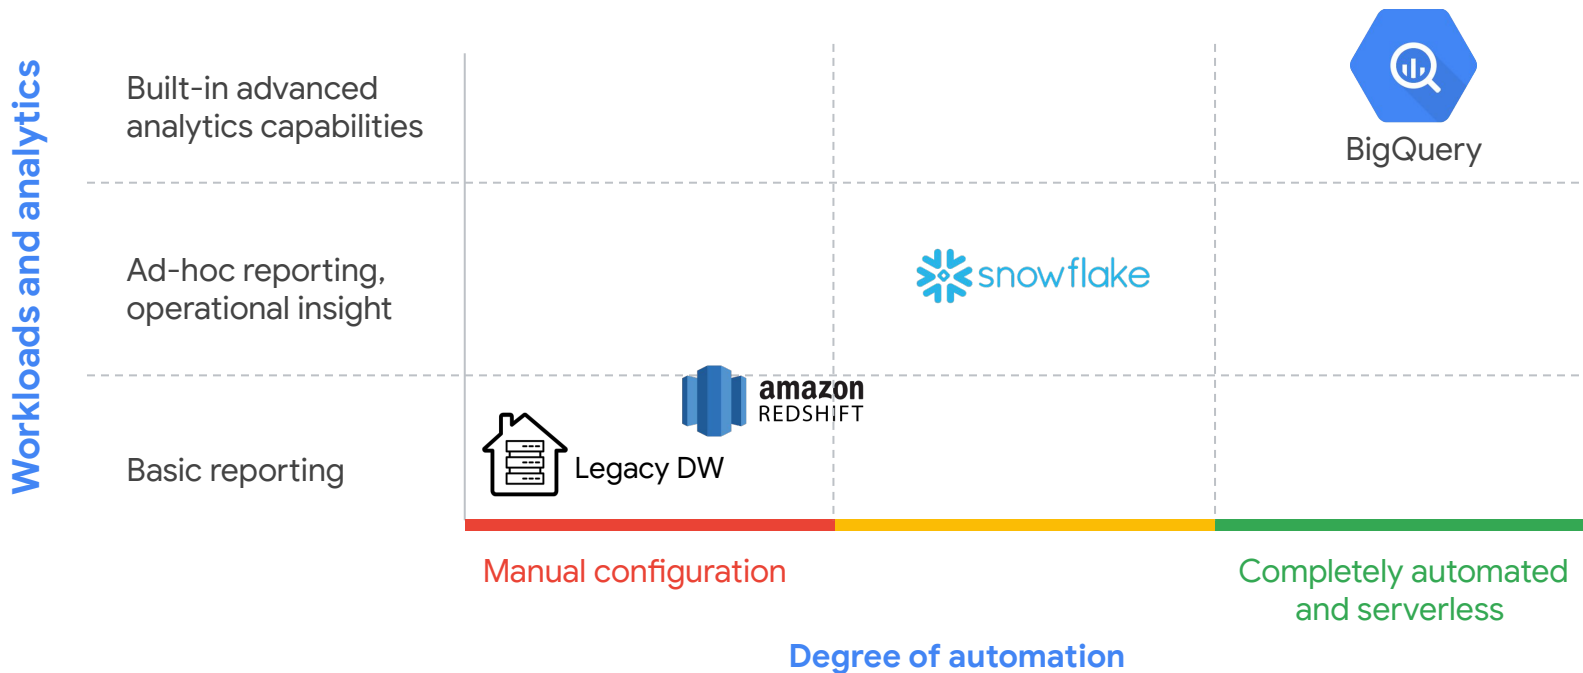 Workloads and analytics
Built-in advanced
analytics capabilities
BigQuery
Ad-hoc reporting,
operational insight
snowflake
amazon
REDSHIFT
Basic reporting
Legacy DW
Manual configuration
Completely automated
and serverless
Degree of automation